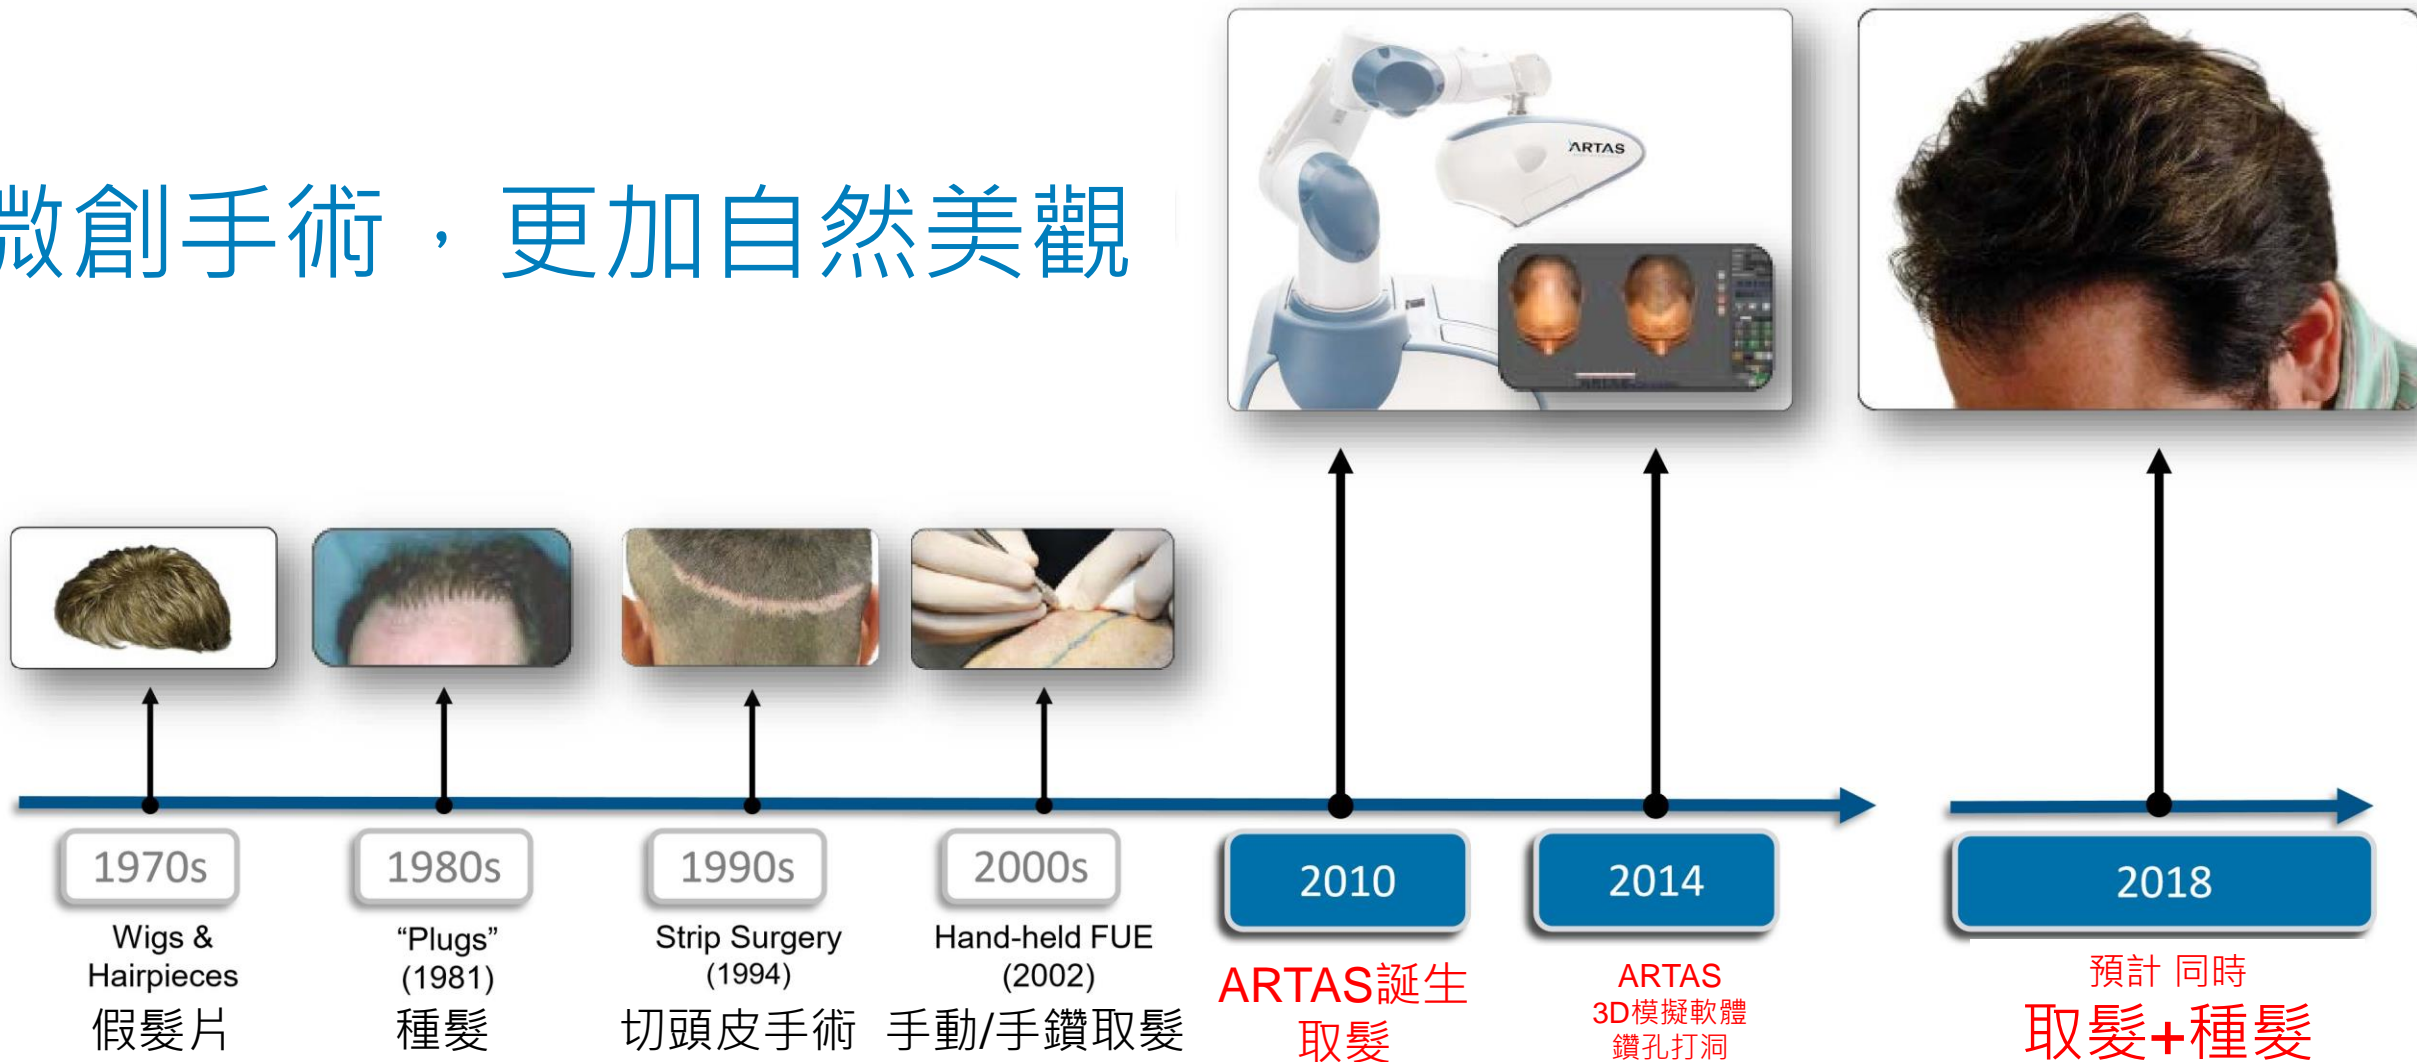 微創手術，更加自然美觀
ARTAS
1970s
Wigs &
Hairpieces
假髮片
1980s
“Plugs”
(1981)
種髮
1990s
Strip Surgery
(1994)
切頭皮手術
2000s
Hand-held FUE
(2002)
手動/手鑽取髮
2010
ARTAS誕生
取髮
2014
ARTAS
3D模擬軟體
鑽孔打洞
2018
預計 同時
取髮+種髮